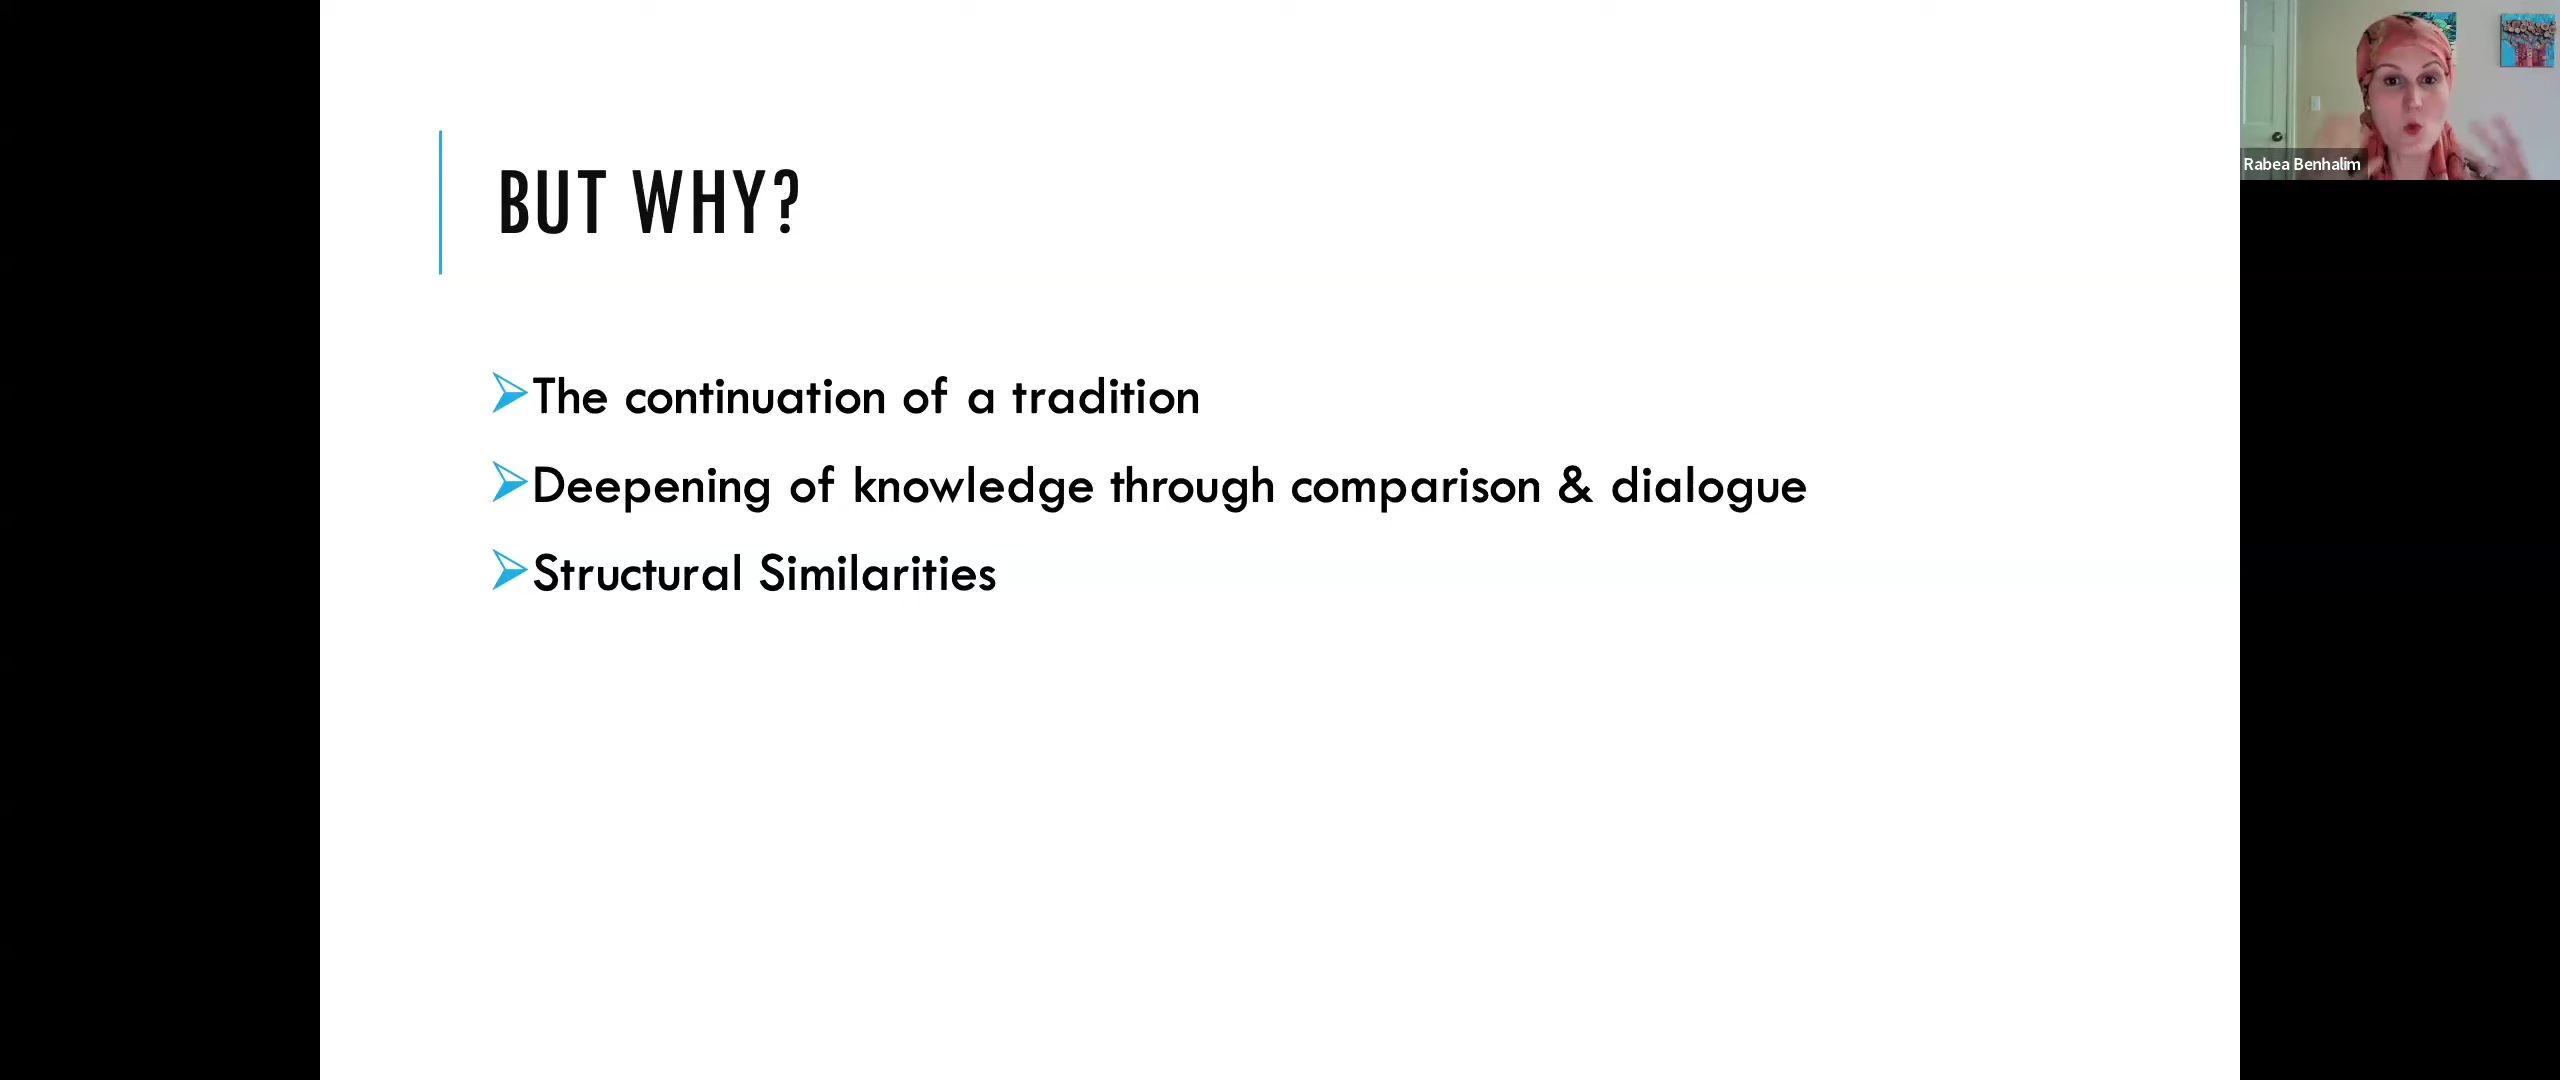 BUT WHY?
The continuation of a tradition
Deepening of knowledge through comparison & dialogue
Structural Similarities
Rabea Benhalim